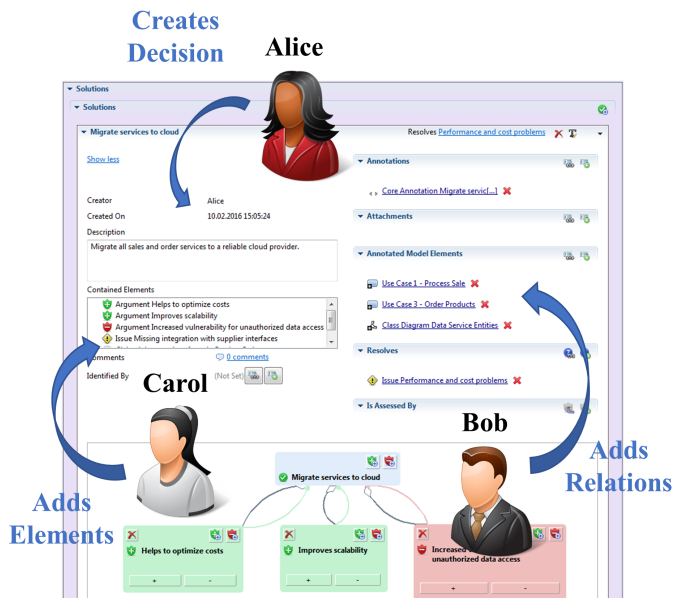 Creates
Decision
Alice
Solutions
Solutions
Migrate services to cloud
Resolves Performance and cost problems
Show less
Annotations
Core Annotation Migrate servic[...]
Creator Alice
Created On 10.02.2016 15:05:24
Attachments
Description
Migrate all sales and order services to a reliable cloud provider.
Annotated Model Elements
Use Case 1 - Process Sale
Contained Elements
Argument Helps to optimize costs
Use Case 3 - Order Products
Argument Improves scalability
Argument Increased vulnerability for unauthorized data access
Class Diagram Data Service Entities
Issue Missing integration with supplier interfaces
Resolves
0 comments
Identified By (Not Set)
Issue Performance and cost problems
Carol
Is Assessed By
Bob
Adds
Relations
Migrate services to cloud
Adds
Elements
Helps to optimize costs
Improves scalability
Increased
unauthorized data access
+ -
+ -
+ -